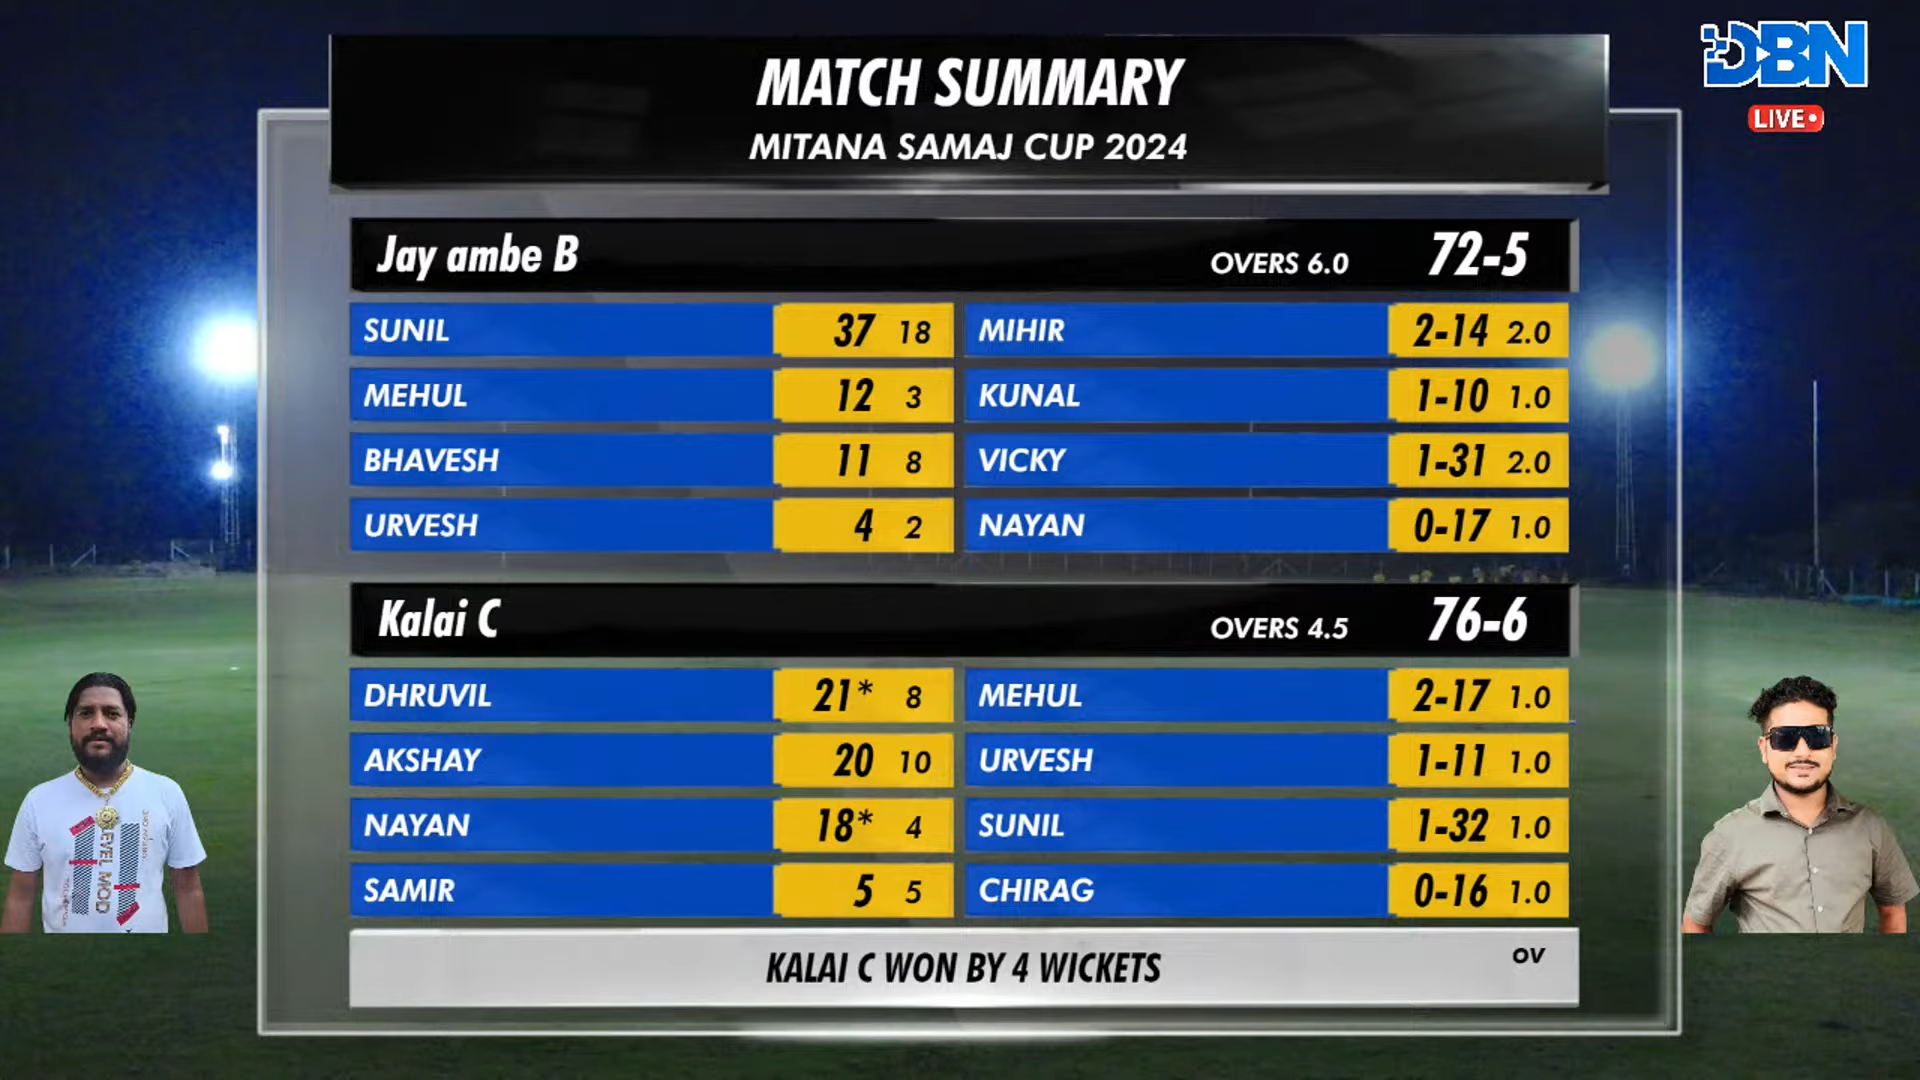 DBN
LIVE
MATCH SUMMARY
MITANA SAMAJ CUP 2024
Jay ambe B OVERS 6.0 72-5
SUNIL 37 18 MIHIR 2-14 2.0
MEHUL 12 3 KUNAL 1-10 1.0
BHAVESH 11 8 VICKY 1-31 2.0
URVESH 4 2 NAYAN 0-17 1.0
Kalai C OVERS 4.5 76-6
DHRUVIL 21* 8 MEHUL 2-17 1.0
AKSHAY 20 10 URVESH 1-11 1.0
NAYAN 18* 4 SUNIL 1-32 1.0
SAMIR 5 5 CHIRAG 0-16 1.0
KALAI C WON BY 4 WICKETS OV
LEVEL MOD